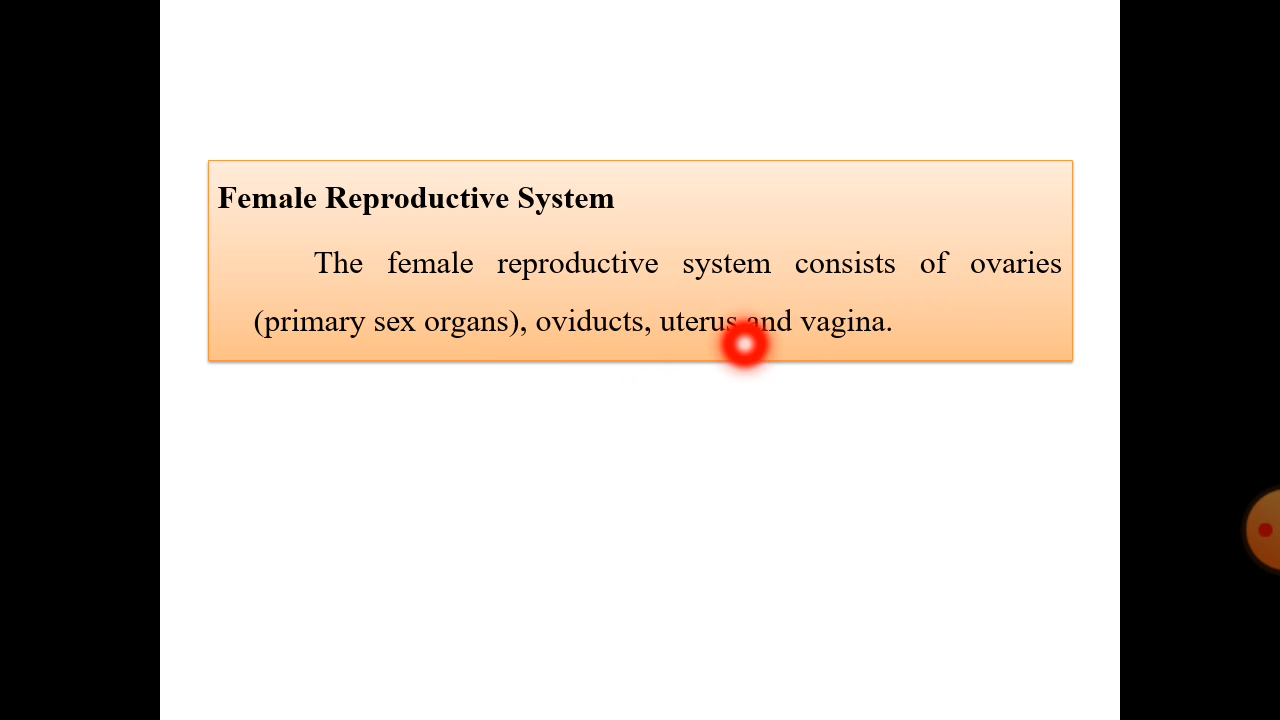 Female Reproductive System
The female reproductive system consists of ovaries
(primary sex organs), oviducts, uterus and vagina.